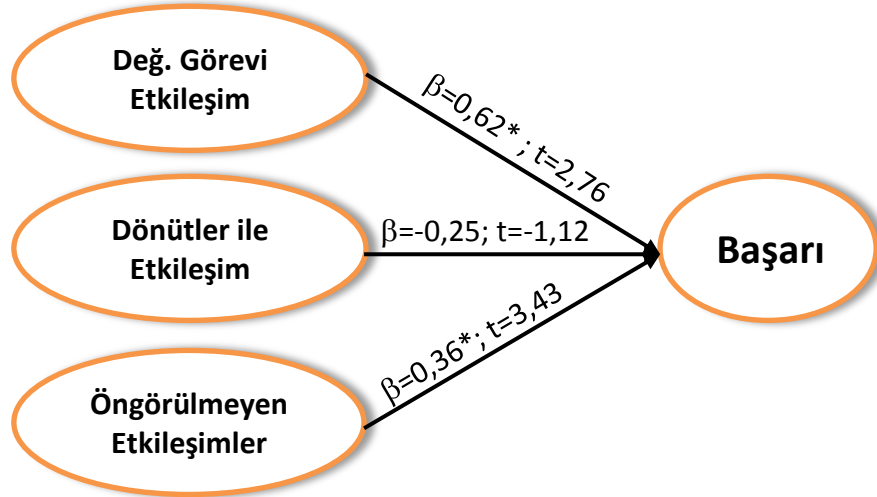 Değ. Görevi
Etkileşim
β=0,62* ; t=2,76
Dönütler ile
Etkileşim
β=-0,25; t=-1,12
Başarı
Öngörülmeyen
Etkileşimler
β=0,36*; t=3,43